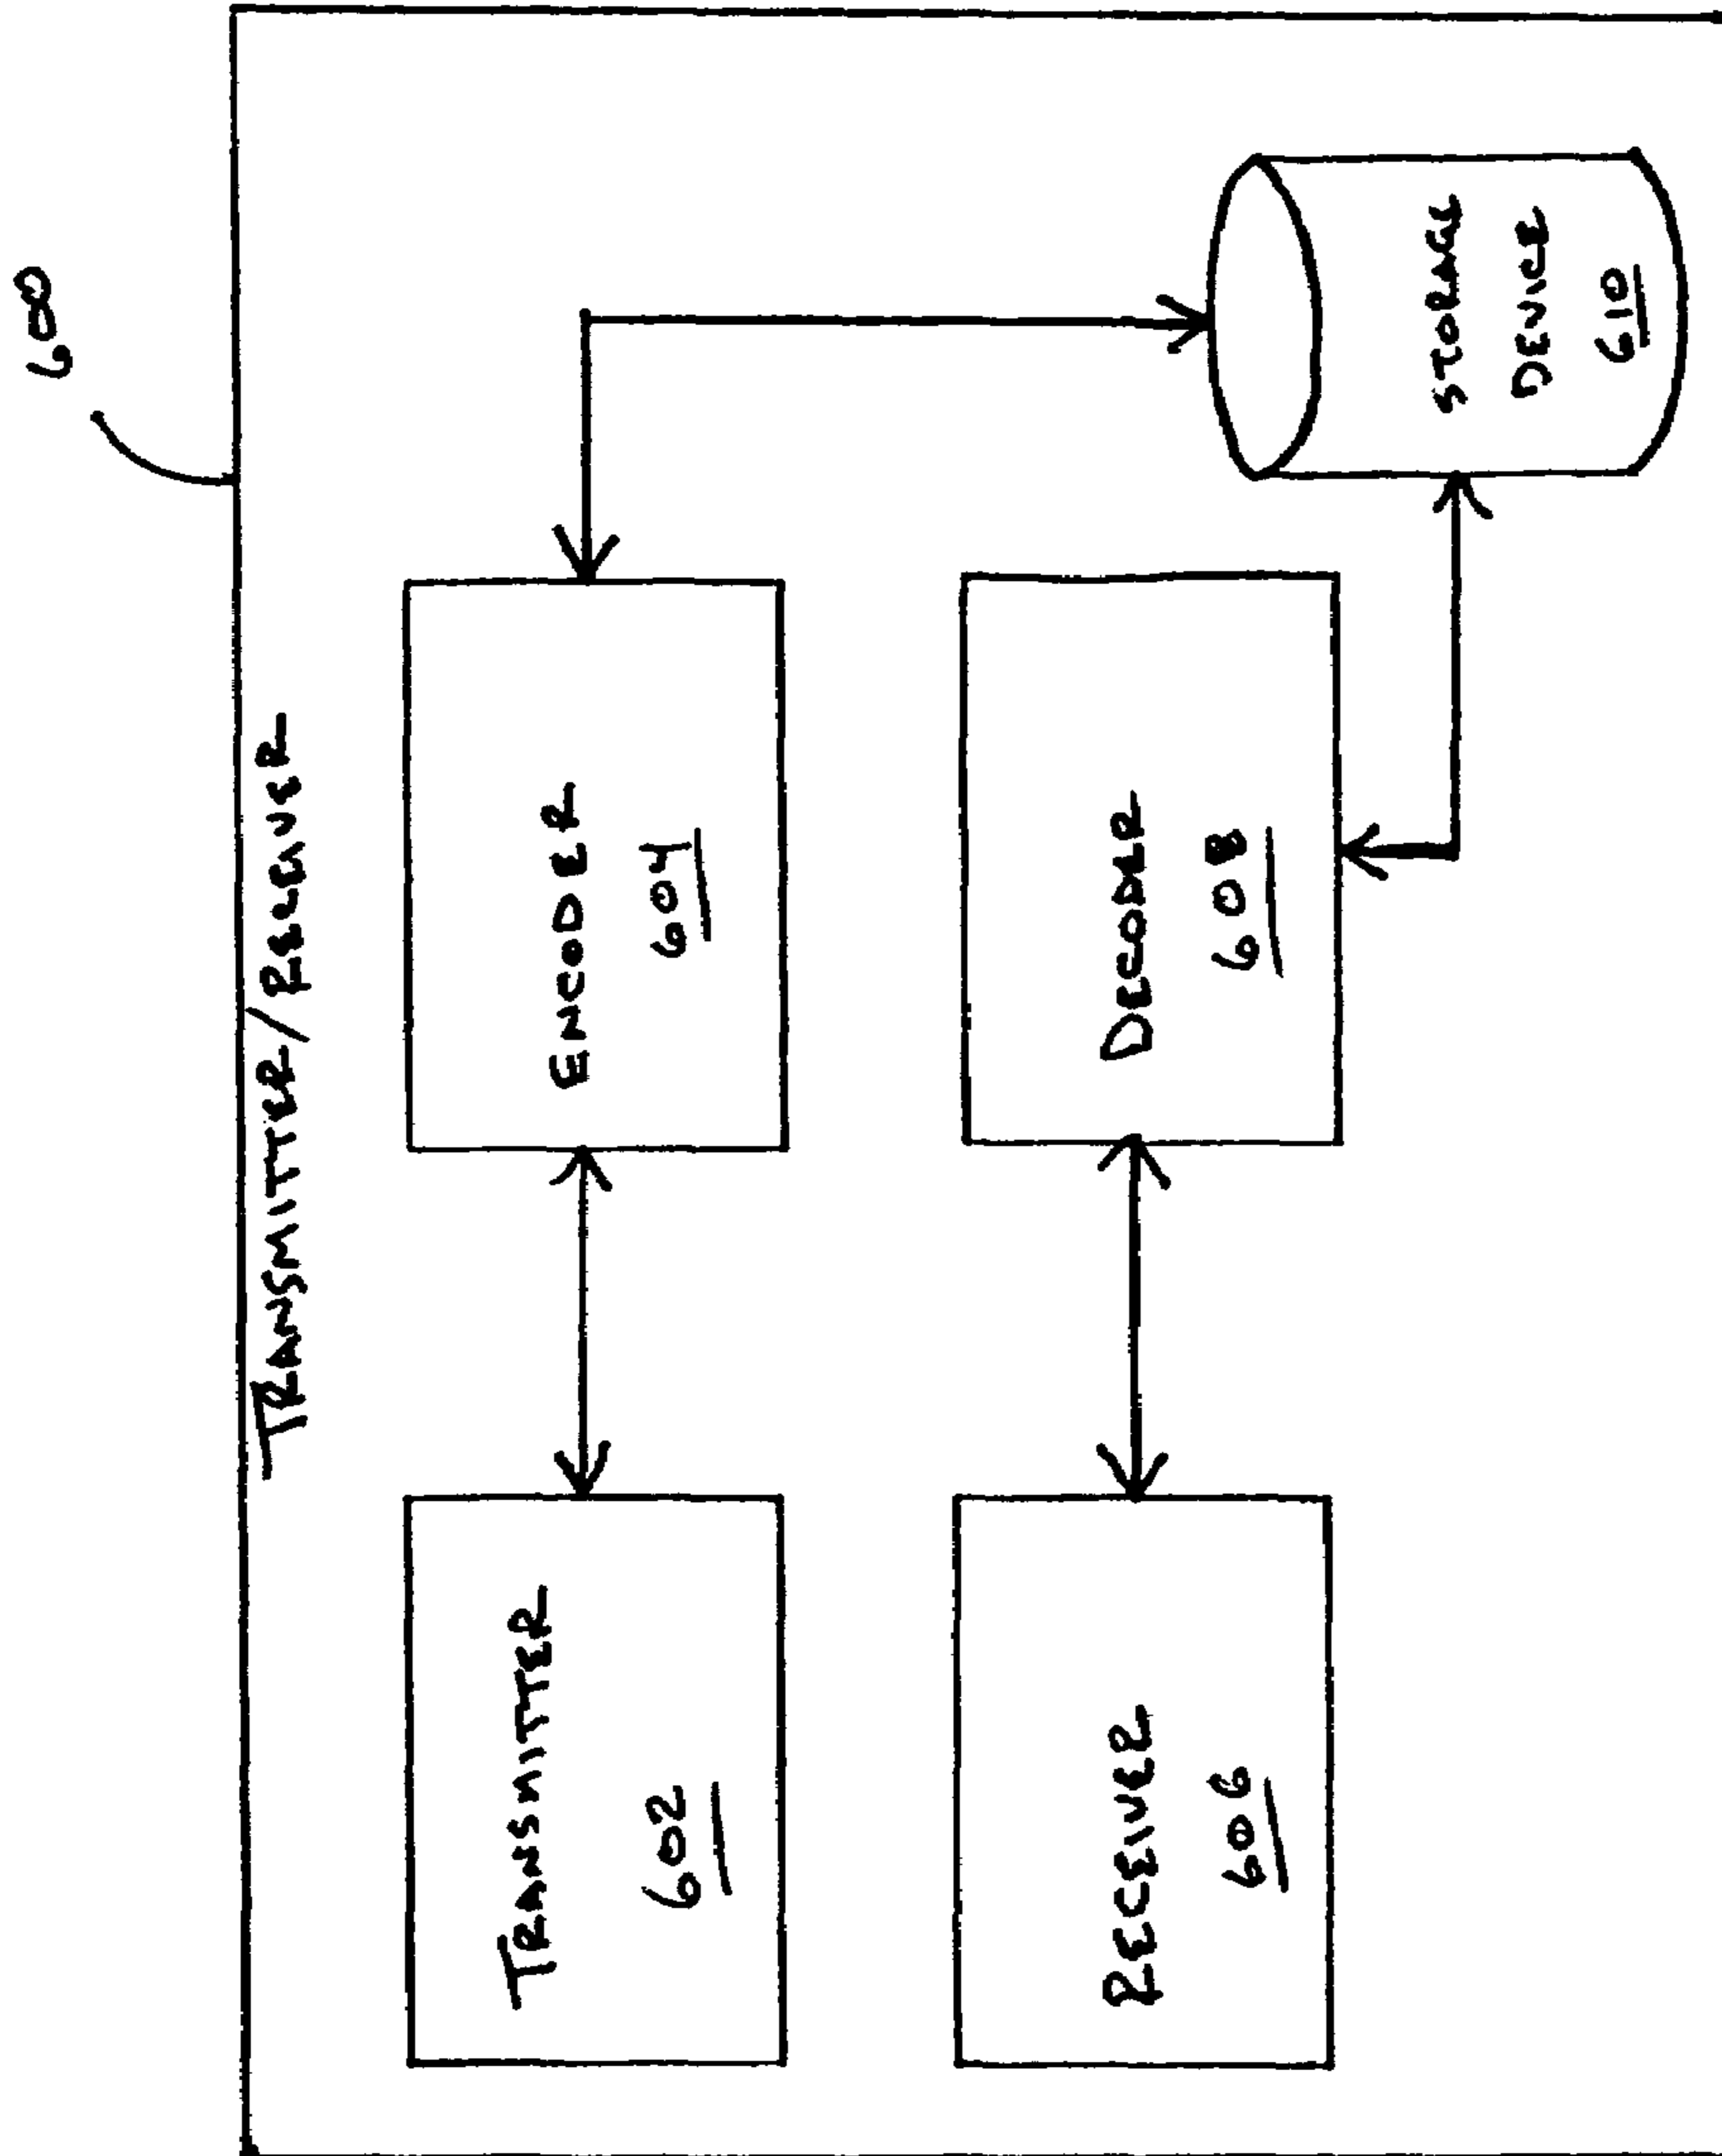 600
TRANSMITTER/RECEIVER
TRANSMITTER
602
ENCODER
604
RECEIVER
606
DECODER
608
STORAGE
DEVICE
610